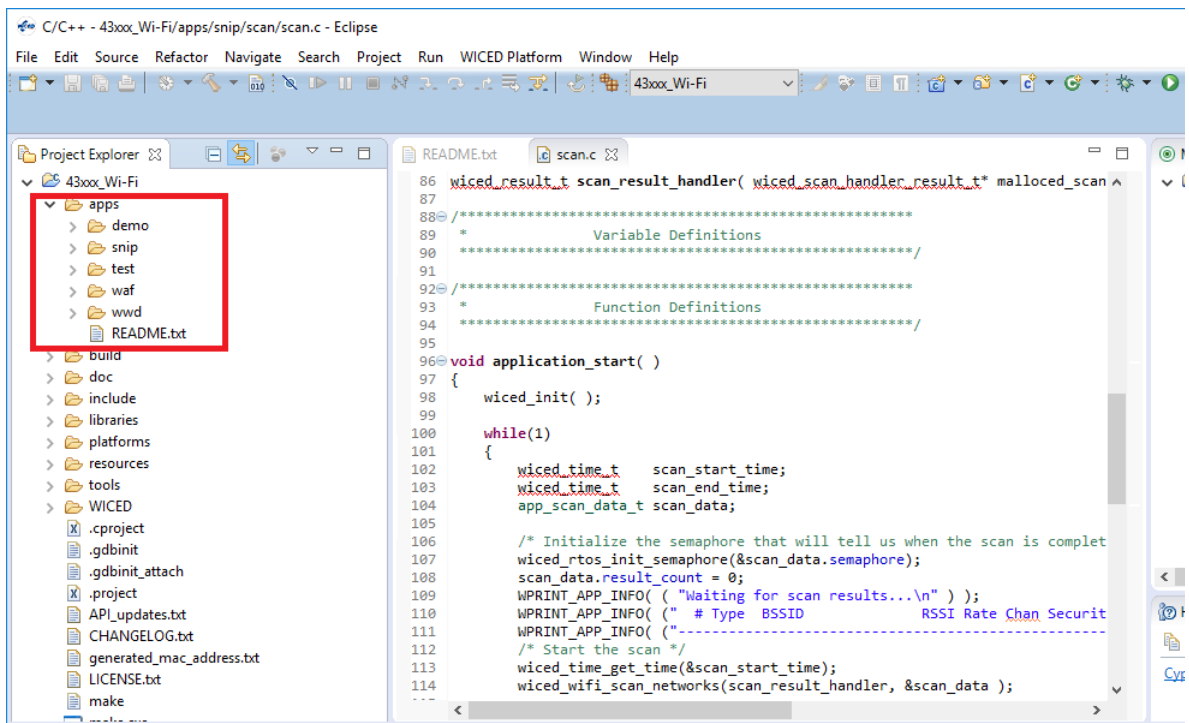 C/C++ - 43xxx_Wi-Fi/apps/snip/scan/scan.c - Eclipse
File Edit Source Refactor Navigate Search Project Run WICED Platform Window Help
010
43xxx_Wi-Fi
Project Explorer
43xxx_Wi-Fi
apps
demo
snip
test
waf
wwd
README.txt
build
doc
include
libraries
platforms
resources
tools
WICED
.cproject
.gdbinit
.gdbinit_attach
.project
API_updates.txt
CHANGELOG.txt
generated_mac_address.txt
LICENSE.txt
make
README.txt scan.c
86 wiced_result_t scan_result_handler( wiced_scan_handler_result_t* malloced_scan
87
88 /****************************************************
89 * Variable Definitions
90 ****************************************************/
91
92 /****************************************************
93 * Function Definitions
94 ****************************************************/
95
96 void application_start( )
97 {
98 wiced_init( );
99
100 while(1)
101 {
102 wiced_time_t scan_start_time;
103 wiced_time_t scan_end_time;
104 app_scan_data_t scan_data;
105
106 /* Initialize the semaphore that will tell us when the scan is complet
107 wiced_rtos_init_semaphore(&scan_data.semaphore);
108 scan_data.result_count = 0;
109 WPRINT_APP_INFO( ( "Waiting for scan results...\n" ) );
110 WPRINT_APP_INFO( (" # Type BSSID RSSI Rate Chan Securit
111 WPRINT_APP_INFO( ("----------------------------------------------------
112 /* Start the scan */
113 wiced_time_get_time(&scan_start_time);
114 wiced_wifi_scan_networks(scan_result_handler, &scan_data );
Cyp